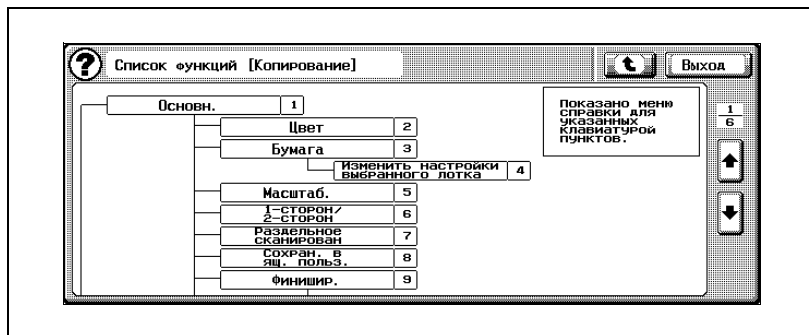 ?
Список функций [Копирование]
Выход
Основн. 1
Показано меню
справки для
указанных
клавиатурой
пунктов.
1
6
Цвет 2
Бумага 3
Изменить настройки
выбранного лотка 4
Масштаб. 5
1-сторон/
2-сторон 6
Раздельное
сканирован 7
Сохран. в
ящ. польз. 8
Финишир. 9